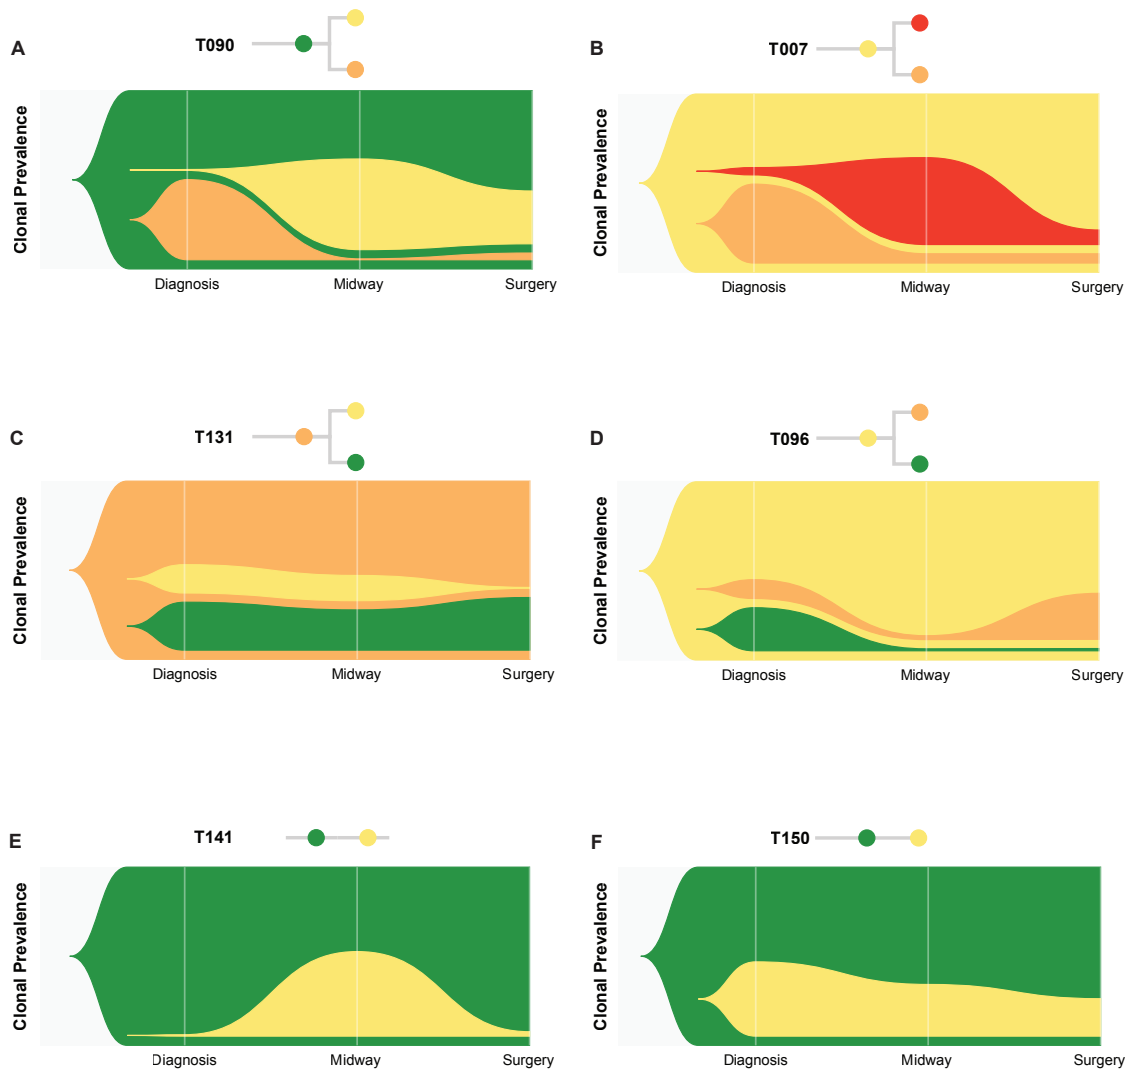 A
T090
Clonal Prevalence
Diagnosis
Midway
Surgery
B
T007
Clonal Prevalence
Diagnosis
Midway
Surgery
C
T131
Clonal Prevalence
Diagnosis
Midway
Surgery
D
T096
Clonal Prevalence
Diagnosis
Midway
Surgery
E
T141
Clonal Prevalence
Diagnosis
Midway
Surgery
F
T150
Clonal Prevalence
Diagnosis
Midway
Surgery